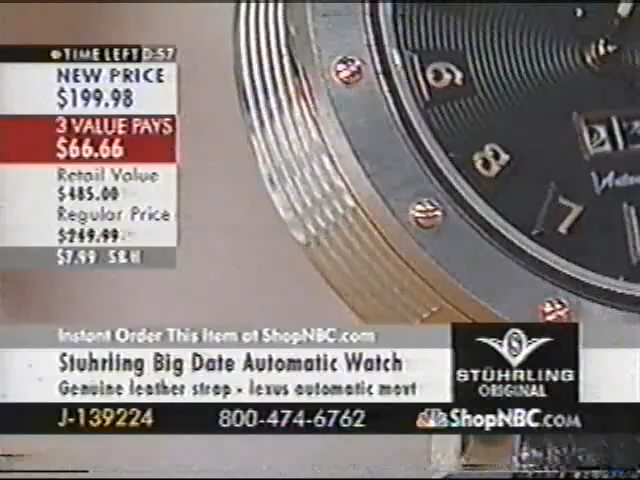 TIME LEFT 0:57
NEW PRICE
$199.98
3 VALUE PAYS
$66.66
Retail Value
$485.00
Regular Price
$249.99
$7.99 S&H
9
8
7
Instant Order This Item at ShopNBC.com
Stuhrling Big Date Automatic Watch
Genuine leather strap - lexus automatic movt
S
STÜHRLING
ORIGINAL
J-139224
800-474-6762
ShopNBC.COM